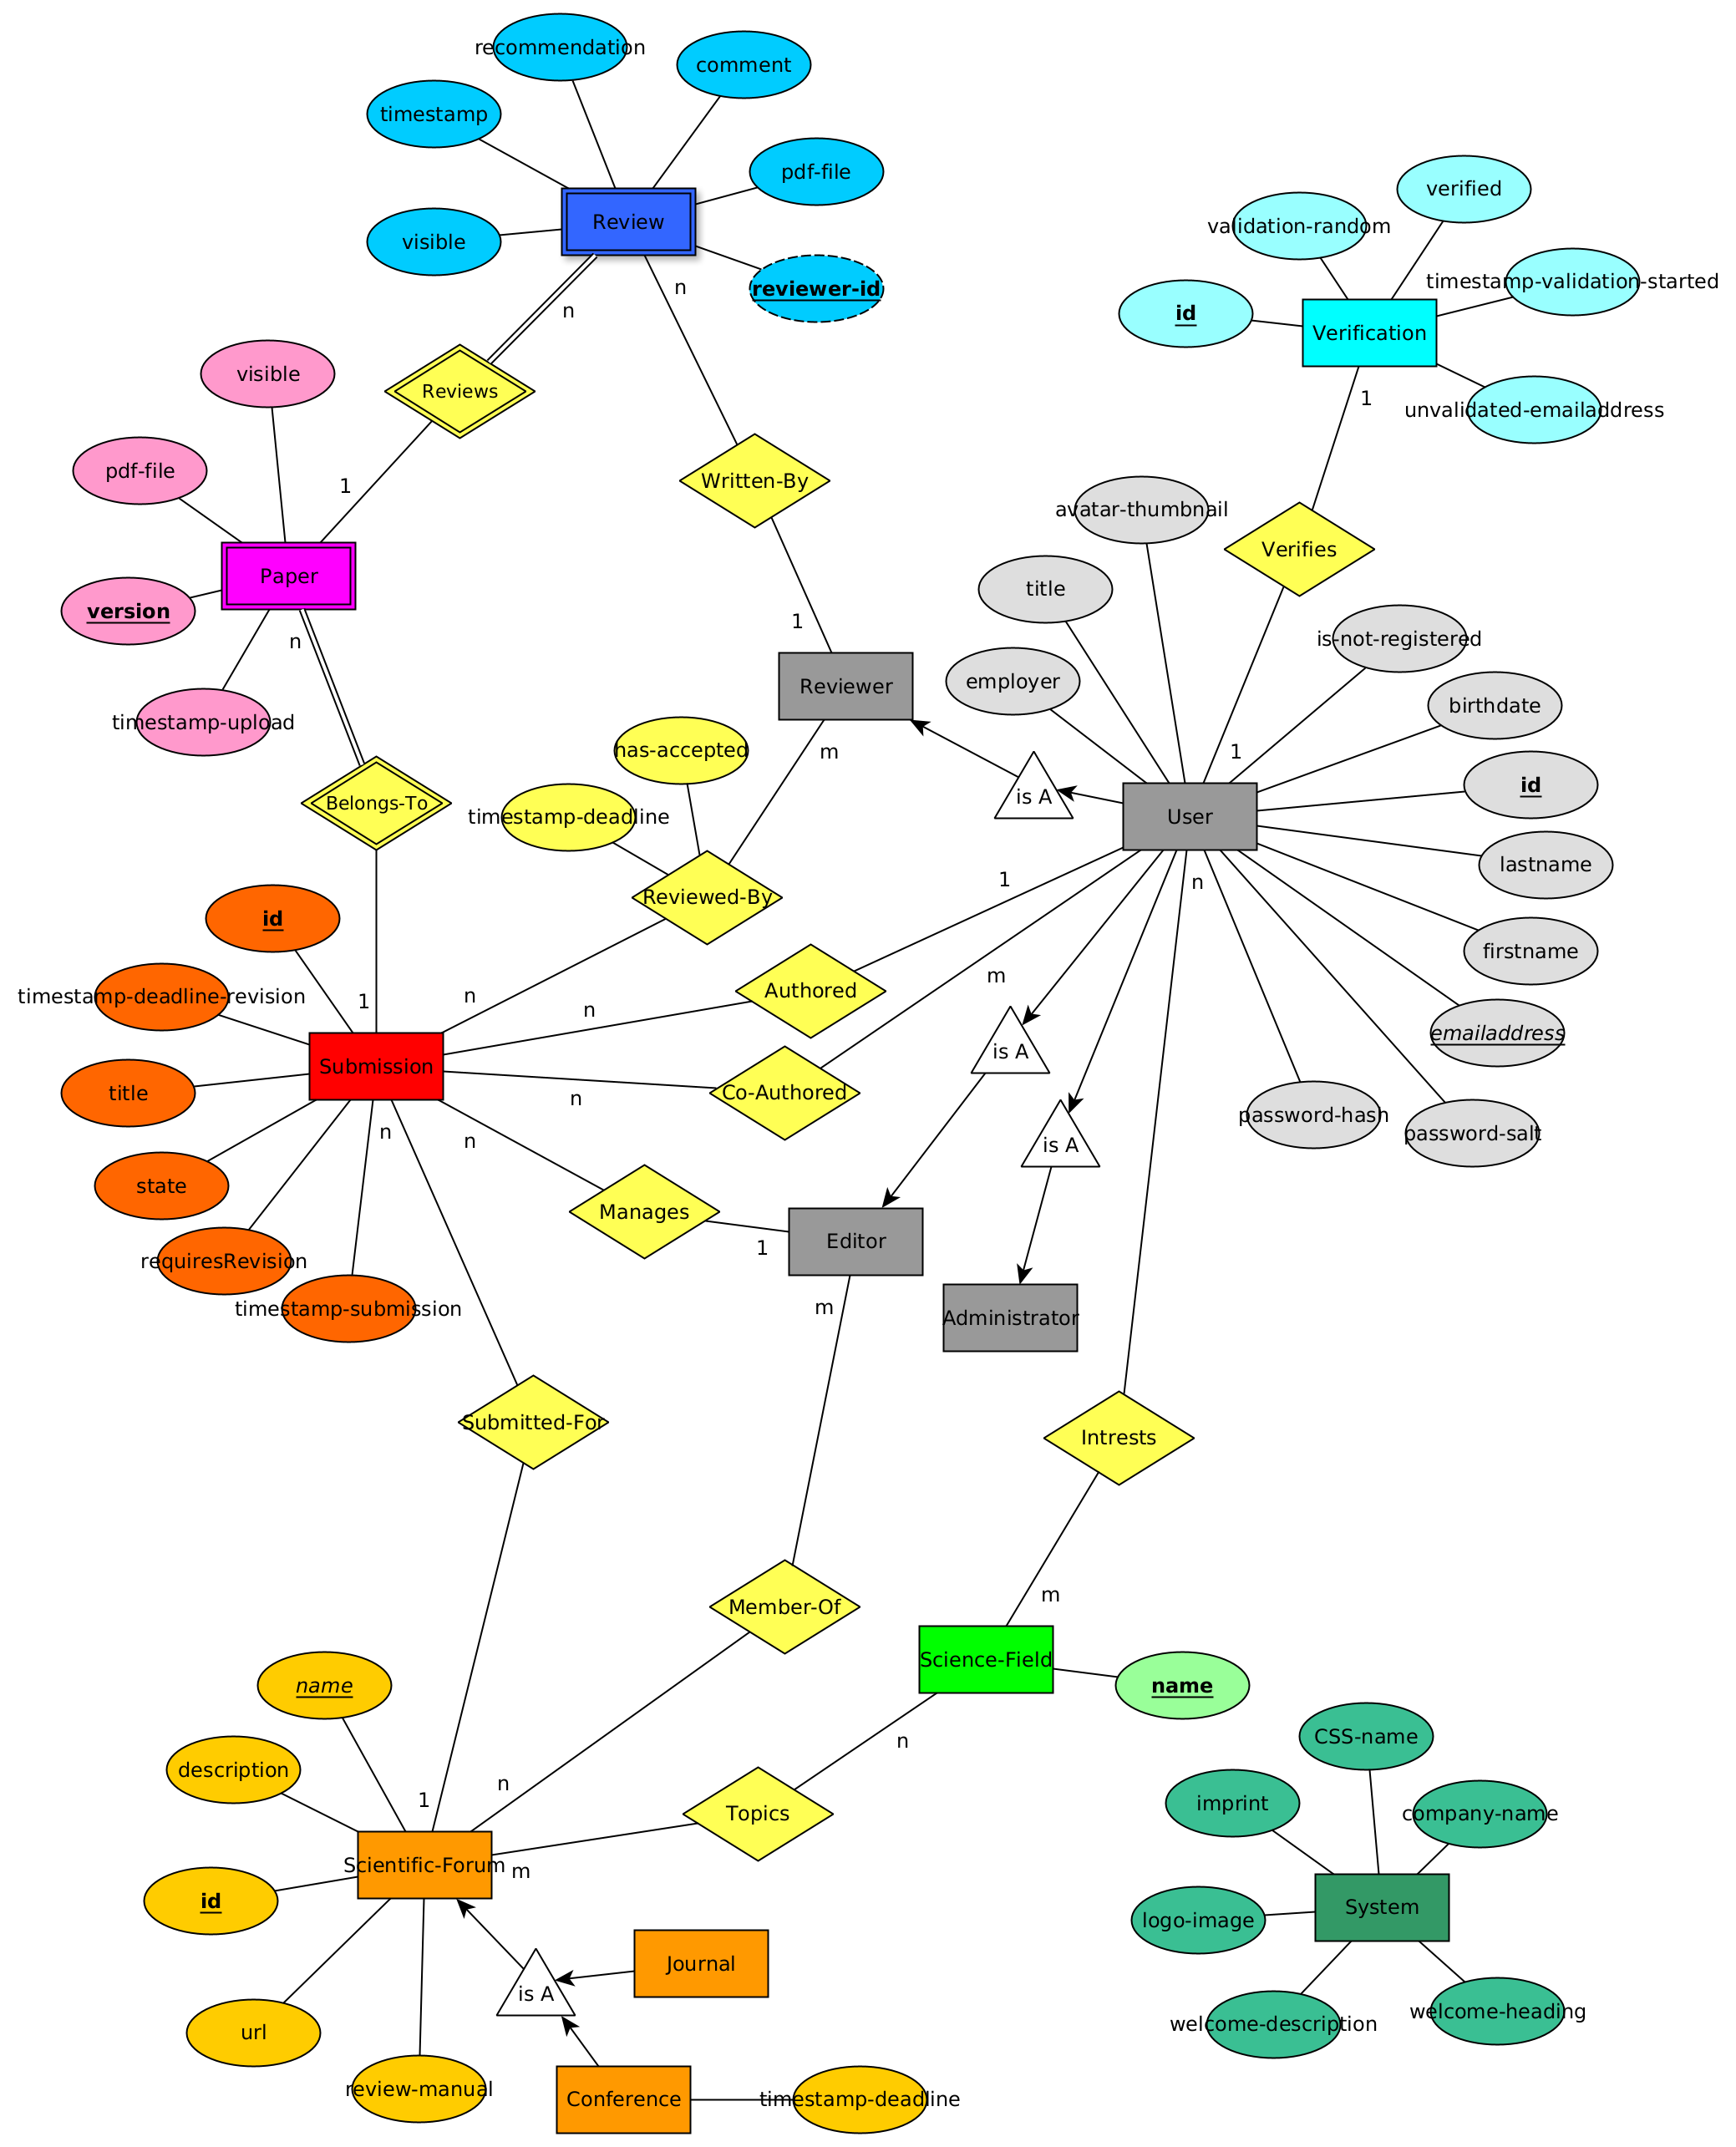 recommendation
comment
timestamp
pdf-file
visible
Review
reviewer-id
n
n
verified
validation-random
timestamp-validation-started
id
Verification
unvalidated-emailaddress
1
visible
Reviews
pdf-file
1
Written-By
avatar-thumbnail
Verifies
Paper
version
n
timestamp-upload
1
title
employer
is-not-registered
birthdate
Reviewer
id
1
m
is A
User
has-accepted
timestamp-deadline
Belongs-To
lastname
1
n
Reviewed-By
firstname
id
timestamp-deadline-revision
1
n
n
Authored
m
emailaddress
is A
Submission
title
Co-Authored
n
password-hash
password-salt
is A
n
n
state
Manages
1
Editor
requiresRevision
timestamp-submission
m
Administrator
Submitted-For
Intrests
Member-Of
m
Science-Field
name
name
description
n
n
1
Topics
CSS-name
imprint
company-name
Scientific-Forum
m
id
System
logo-image
Journal
is A
url
welcome-description
welcome-heading
review-manual
Conference
timestamp-deadline